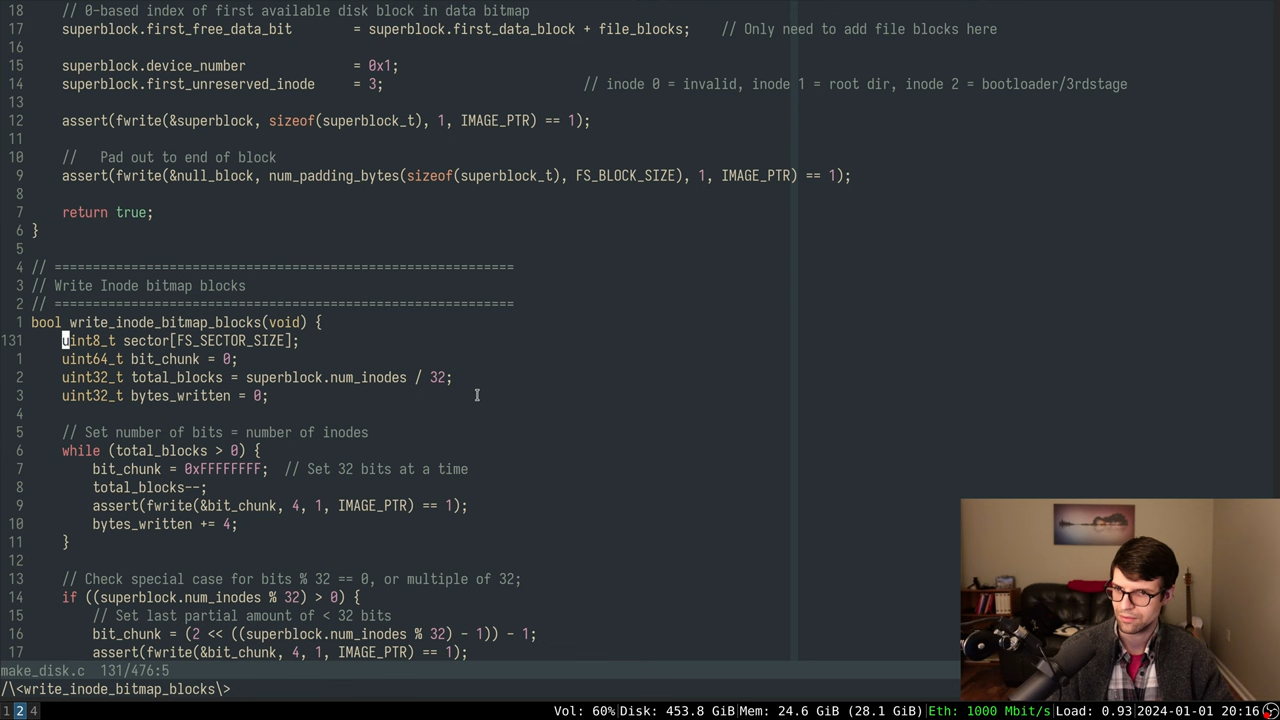 18 // 0-based index of first available disk block in data bitmap
17 superblock.first_free_data_bit = superblock.first_data_block + file_blocks; // Only need to add file blocks here
16
15 superblock.device_number = 0x1;
14 superblock.first_unreserved_inode = 3; // inode 0 = invalid, inode 1 = root dir, inode 2 = bootloader/3rdstage
13
12 assert(fwrite(&superblock, sizeof(superblock_t), 1, IMAGE_PTR) == 1);
11
10 // Pad out to end of block
9 assert(fwrite(&null_block, num_padding_bytes(sizeof(superblock_t), FS_BLOCK_SIZE), 1, IMAGE_PTR) == 1);
8
7 return true;
6 }
5
4 // ============================================================
3 // Write Inode bitmap blocks
2 // ============================================================
1 bool write_inode_bitmap_blocks(void) {
131 uint8_t sector[FS_SECTOR_SIZE];
1 uint64_t bit_chunk = 0;
2 uint32_t total_blocks = superblock.num_inodes / 32;
3 uint32_t bytes_written = 0;
4
5 // Set number of bits = number of inodes
6 while (total_blocks > 0) {
7 bit_chunk = 0xFFFFFFFF; // Set 32 bits at a time
8 total_blocks--;
9 assert(fwrite(&bit_chunk, 4, 1, IMAGE_PTR) == 1);
10 bytes_written += 4;
11 }
12
13 // Check special case for bits % 32 == 0, or multiple of 32;
14 if ((superblock.num_inodes % 32) > 0) {
15 // Set last partial amount of < 32 bits
16 bit_chunk = (2 << ((superblock.num_inodes % 32) - 1)) - 1;
17 assert(fwrite(&bit_chunk, 4, 1, IMAGE_PTR) == 1);
make_disk.c 131/476:5
/\<write_inode_bitmap_blocks\>
1 2 4 Vol: 60%|Disk: 453.8 GiB|Mem: 24.6 GiB (28.1 GiB)|Eth: 1000 Mbit/s|Load: 0.93|2024-01-01 20:16